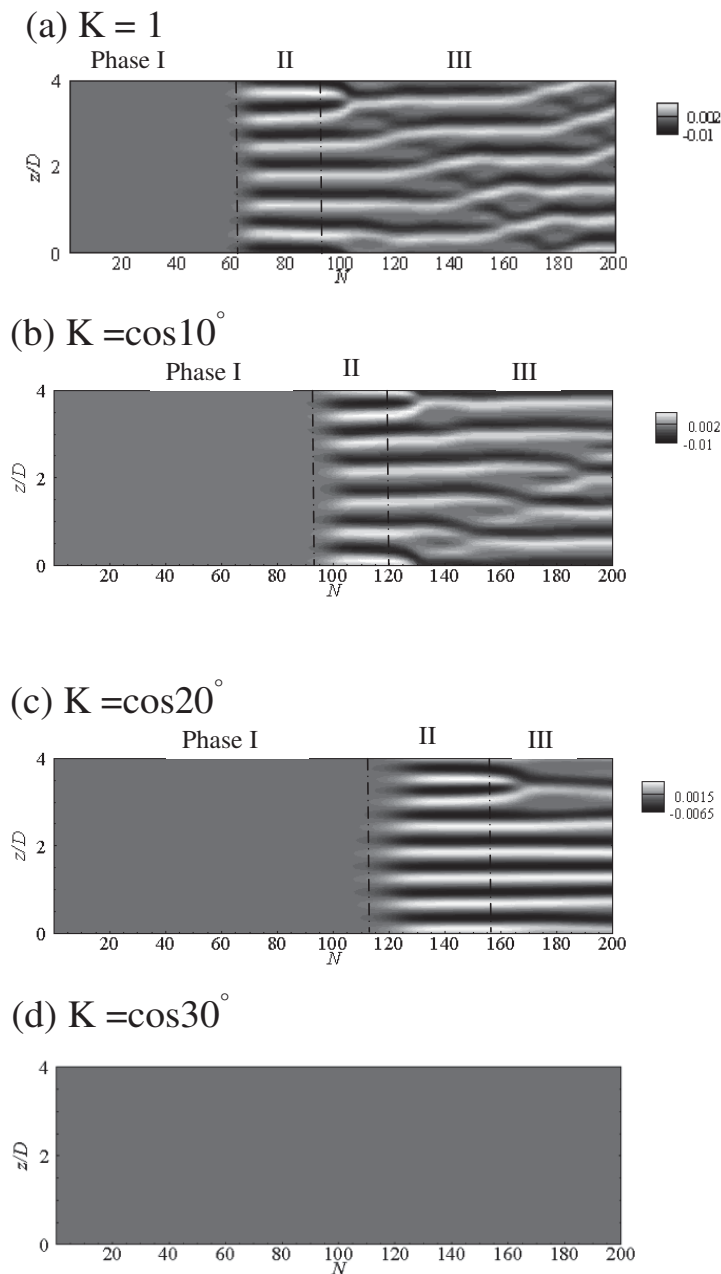 (a) K = 1
Phase I II III
4
2
0
z/D
20 40 60 80 100 120 140 160 180 200
N
0.002
-0.01
(b) K =cos10°
Phase I II III
4
2
0
z/D
20 40 60 80 100 120 140 160 180 200
N
0.002
-0.01
(c) K =cos20°
Phase I II III
4
2
0
z/D
20 40 60 80 100 120 140 160 180 200
N
0.0015
-0.0065
(d) K =cos30°
4
2
0
z/D
20 40 60 80 100 120 140 160 180 200
N